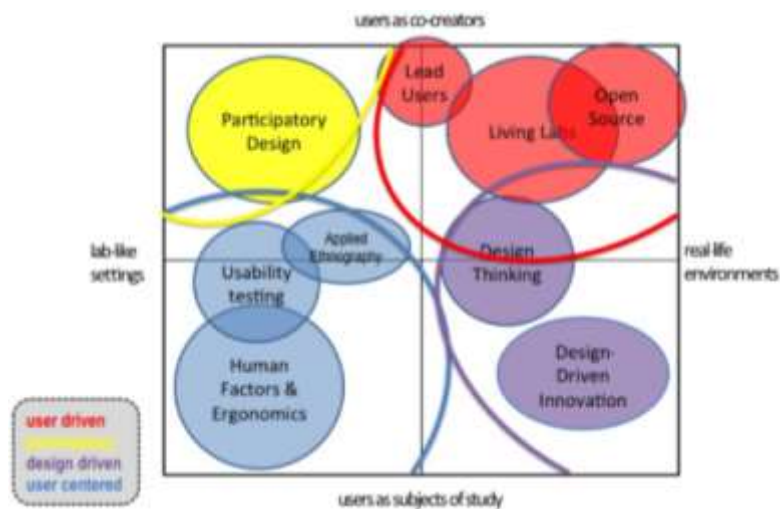 users as co-creators
Lead
Users
Open
Source
Participatory
Design
Living Labs
lab-like
settings
Applied
Ethnography
Usability
testing
Design
Thinking
real-life
environments
Human
Factors &
Ergonomics
Design-
Driven
Innovation
user driven
design driven
user centered
users as subjects of study